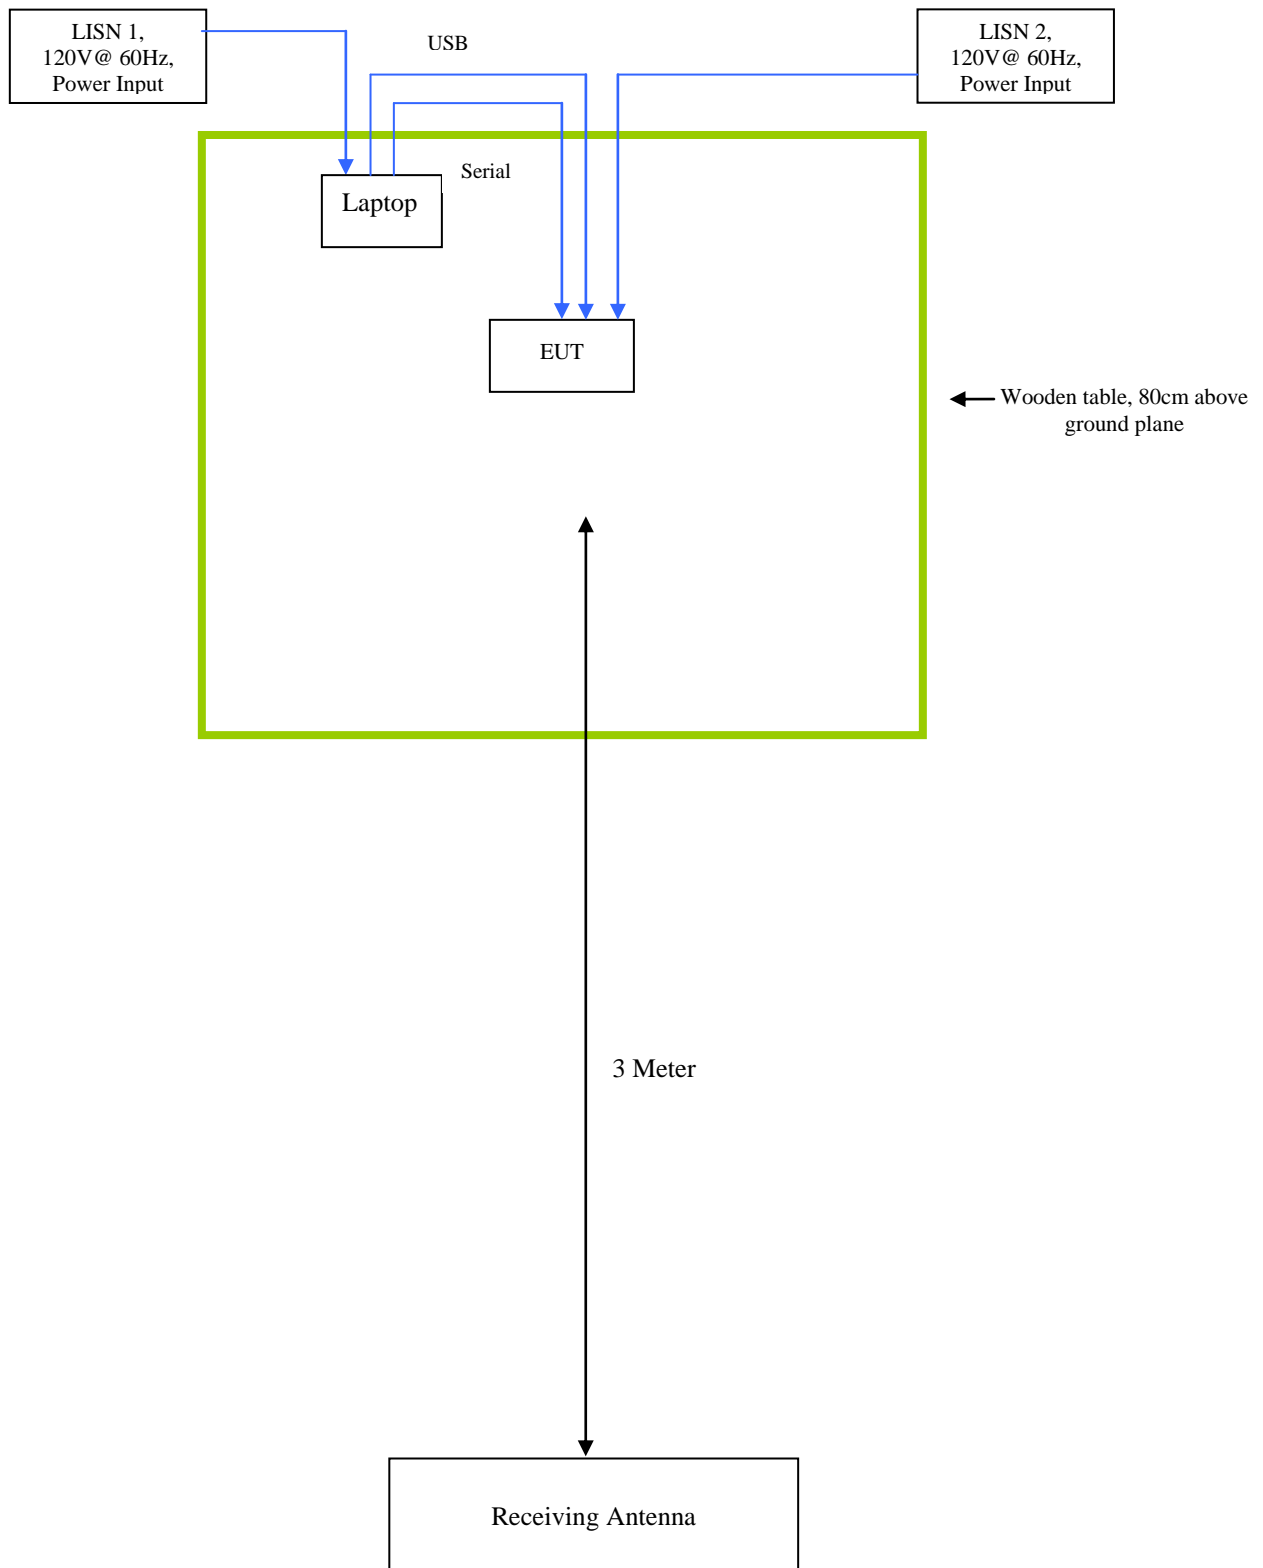 LISN 1,
120V@ 60Hz,
Power Input
USB
LISN 2,
120V@ 60Hz,
Power Input
Serial
Laptop
EUT
Wooden table, 80cm above
ground plane
3 Meter
Receiving Antenna